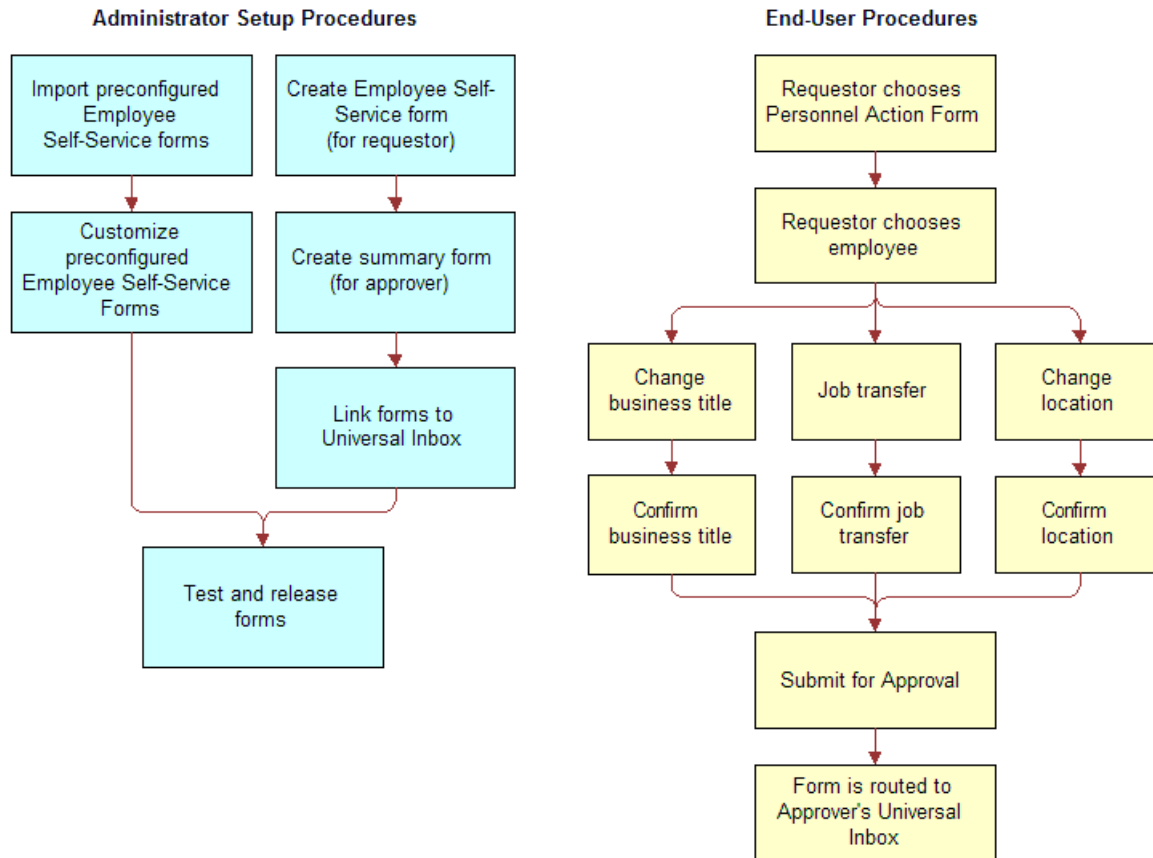 Administrator Setup Procedures
Import preconfigured
Employee
Self-Service forms
Create Employee Self-
Service form
(for requestor)
Customize
preconfigured
Employee Self-Service
Forms
Create summary form
(for approver)
Link forms to
Universal Inbox
Test and release
forms
End-User Procedures
Requestor chooses
Personnel Action Form
Requestor chooses
employee
Change
business title
Job transfer
Change
location
Confirm
business title
Confirm job
transfer
Confirm
location
Submit for Approval
Form is routed to
Approver's Universal
Inbox